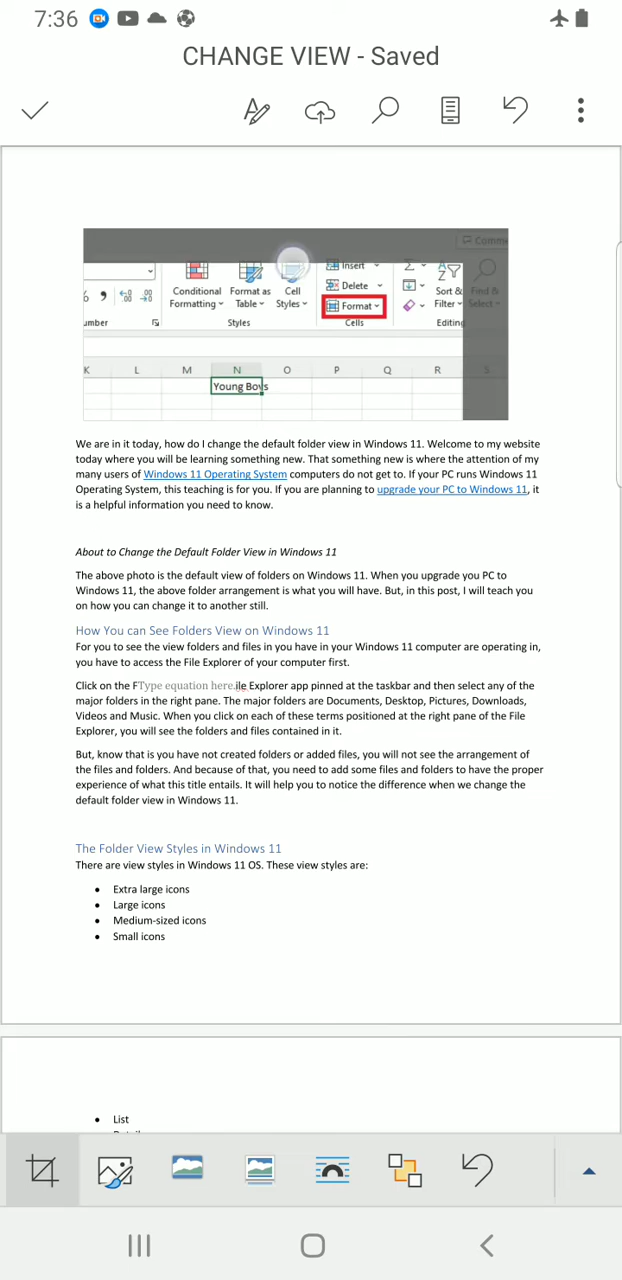 7:36
CHANGE VIEW - Saved
Comm
Insert
Conditional Format as Cell
Delete
Sort & Find &
Formatting Table Styles
Format
Filter Select
umber
Styles
Cells
Editing
K L M N O P Q R S
Young Boys
We are in it today, how do I change the default folder view in Windows 11. Welcome to my website
today where you will be learning something new. That something new is where the attention of my
many users of Windows 11 Operating System computers do not get to. If your PC runs Windows 11
Operating System, this teaching is for you. If you are planning to upgrade your PC to Windows 11, it
is a helpful information you need to know.
About to Change the Default Folder View in Windows 11
The above photo is the default view of folders on Windows 11. When you upgrade you PC to
Windows 11, the above folder arrangement is what you will have. But, in this post, I will teach you
on how you can change it to another still.
How You can See Folders View on Windows 11
For you to see the view folders and files in you have in your Windows 11 computer are operating in,
you have to access the File Explorer of your computer first.
Click on the FType equation here.ile Explorer app pinned at the taskbar and then select any of the
major folders in the right pane. The major folders are Documents, Desktop, Pictures, Downloads,
Videos and Music. When you click on each of these terms positioned at the right pane of the File
Explorer, you will see the folders and files contained in it.
But, know that is you have not created folders or added files, you will not see the arrangement of
the files and folders. And because of that, you need to add some files and folders to have the proper
experience of what this title entails. It will help you to notice the difference when we change the
default folder view in Windows 11.
The Folder View Styles in Windows 11
There are view styles in Windows 11 OS. These view styles are:
• Extra large icons
• Large icons
• Medium-sized icons
• Small icons
• List